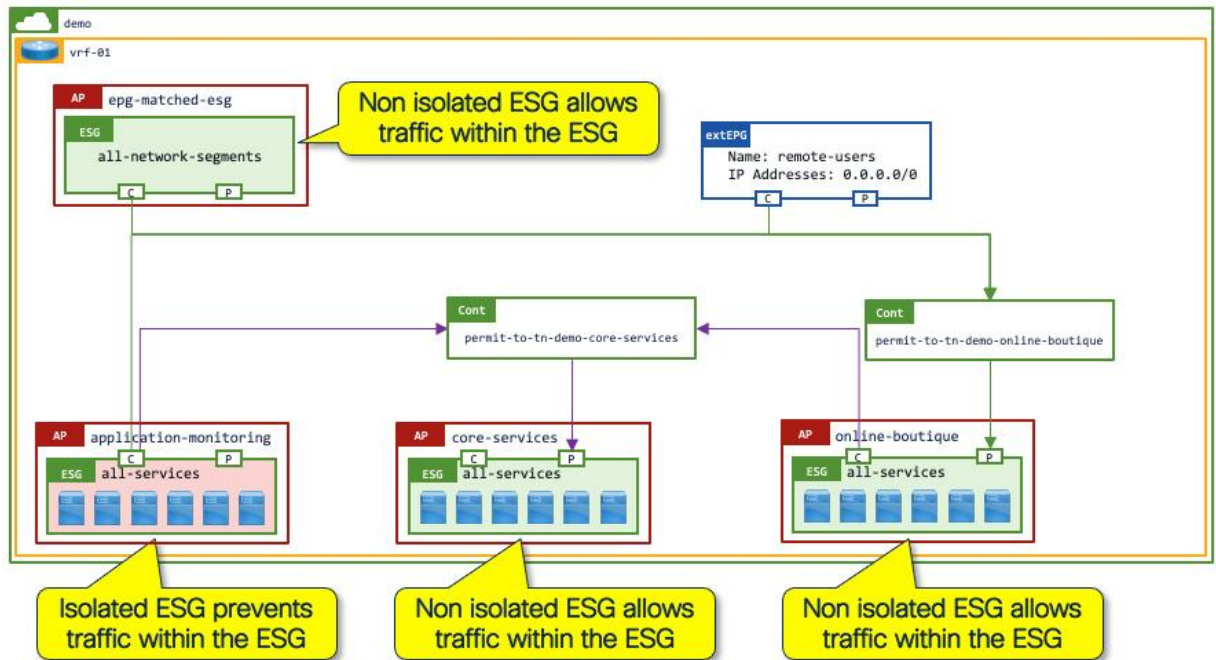 demo
vrf-01
AP epg-matched-esg
ESG
all-network-segments
C P
Non isolated ESG allows
traffic within the ESG
extEPG
Name: remote-users
IP Addresses: 0.0.0.0/0
C P
Cont
permit-to-tn-demo-core-services
Cont
permit-to-tn-demo-online-boutique
AP application-monitoring
C P
ESG all-services
AP core-services
C P
ESG all-services
AP online-boutique
C P
ESG all-services
Isolated ESG prevents
traffic within the ESG
Non isolated ESG allows
traffic within the ESG
Non isolated ESG allows
traffic within the ESG